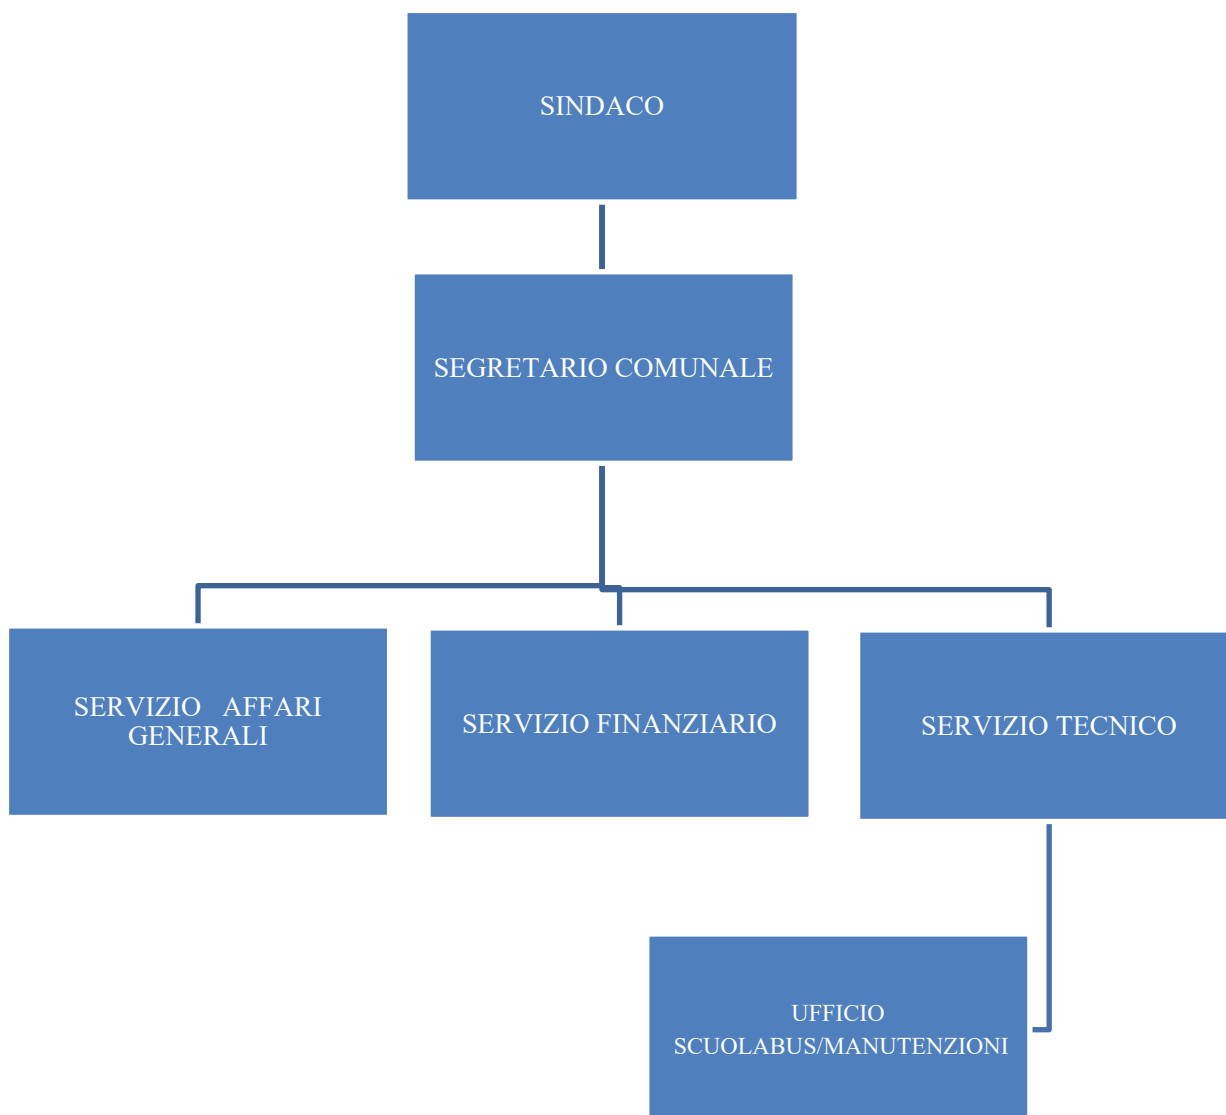 SINDACO
SEGRETARIO COMUNALE
SERVIZIO AFFARI
GENERALI
SERVIZIO FINANZIARIO
SERVIZIO TECNICO
UFFICIO
SCUOLABUS/MANUTENZIONI